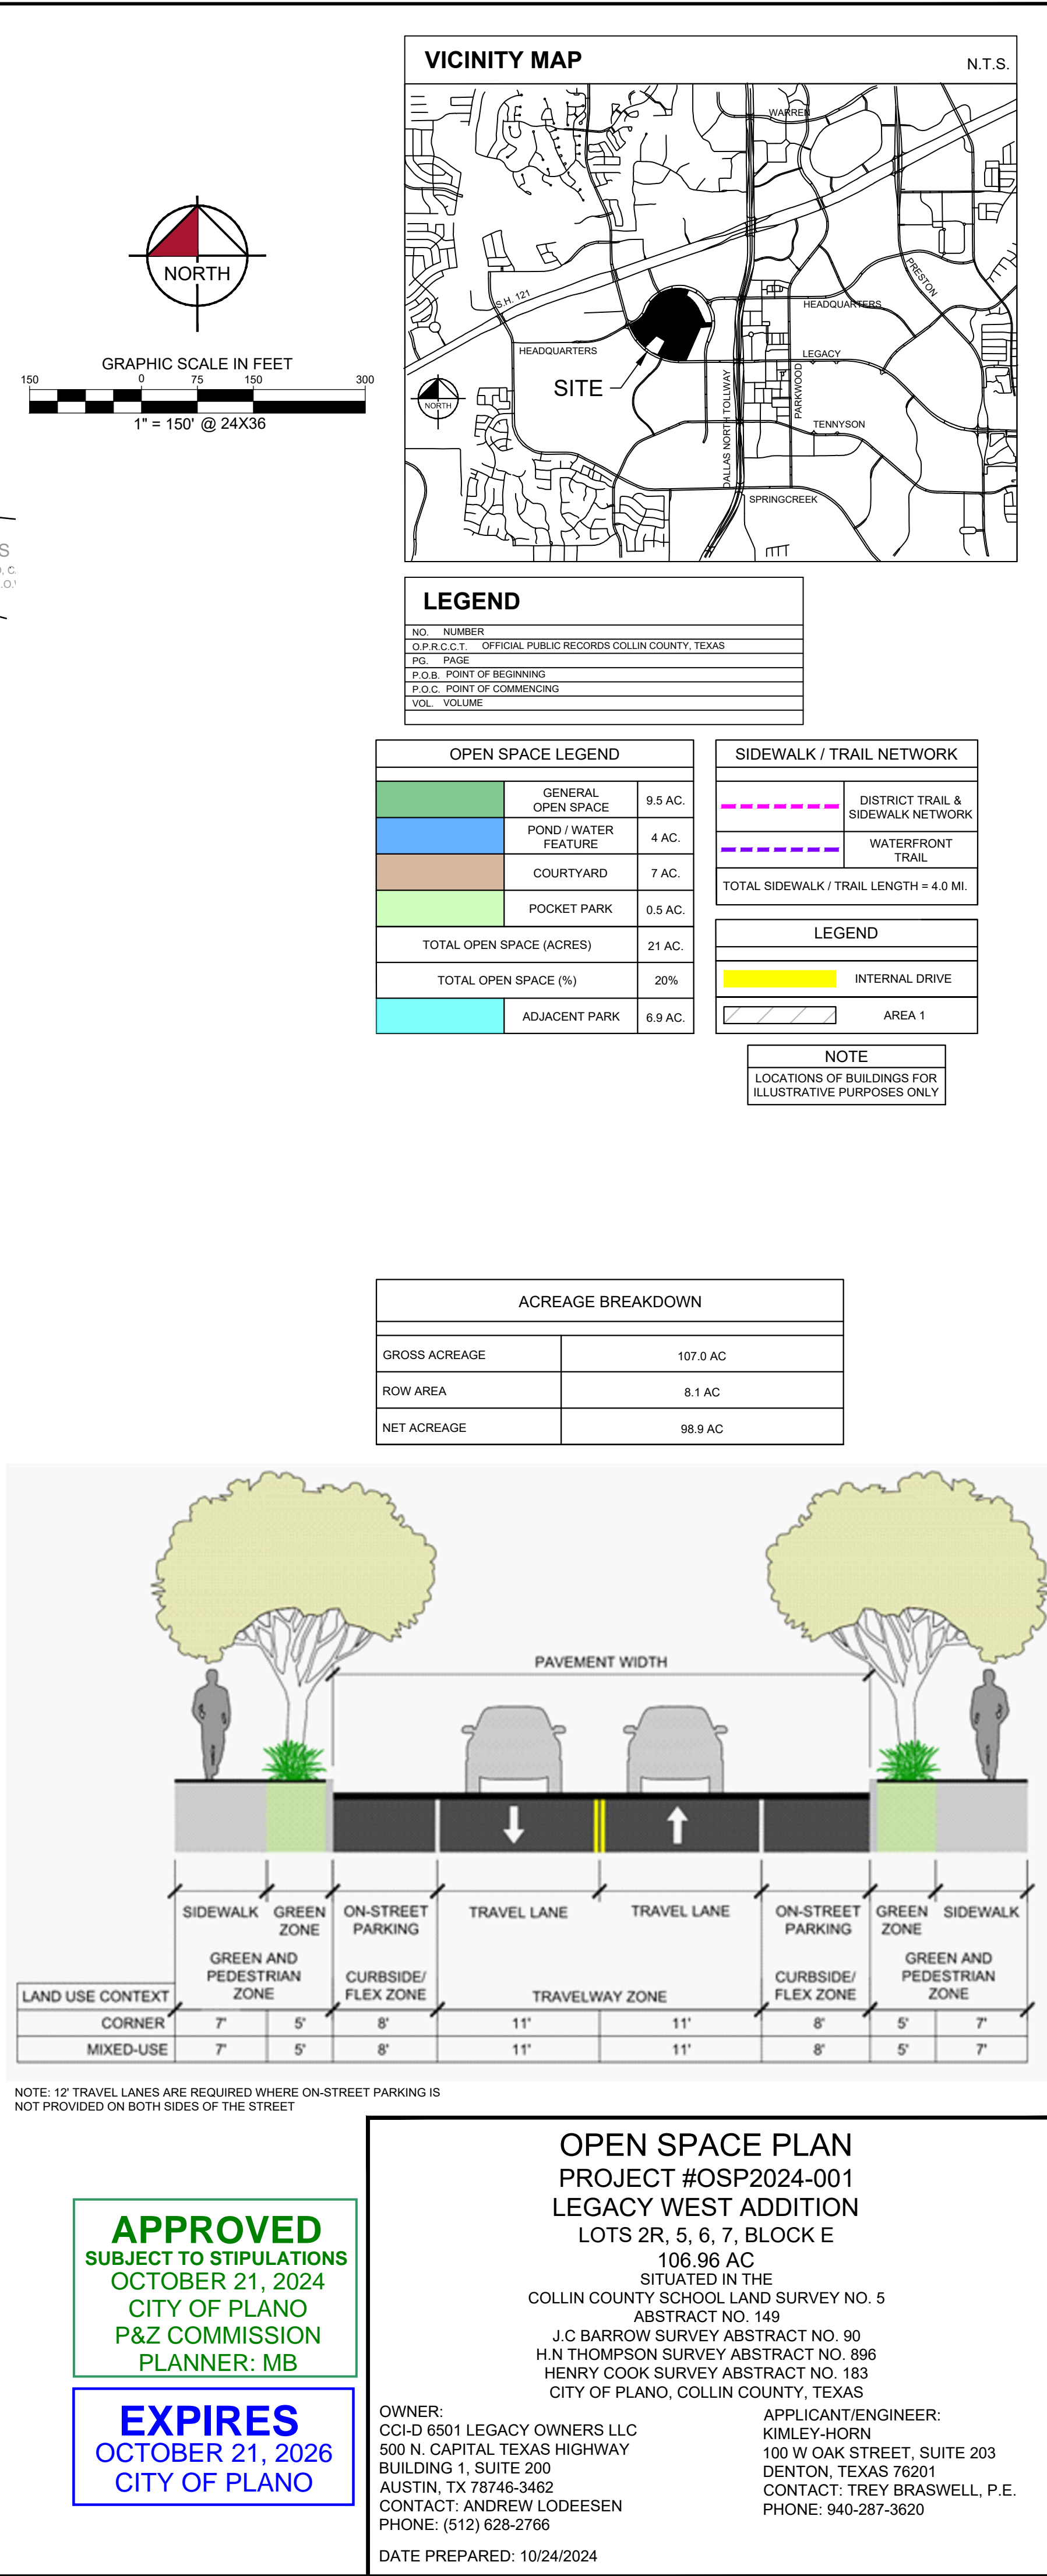 VICINITY MAP
N.T.S.
WARREN
PRESTON
S.H. 121
HEADQUARTERS
HEADQUARTERS
LEGACY
SITE
PARKWOOD
DALLAS NORTH TOLLWAY
NORTH
TENNYSON
SPRINGCREEK
NORTH
GRAPHIC SCALE IN FEET
150 0 75 150 300
1" = 150' @ 24X36
S
LEGEND
NO. NUMBER
O.P.R.C.C.T. OFFICIAL PUBLIC RECORDS COLLIN COUNTY, TEXAS
PG. PAGE
P.O.B. POINT OF BEGINNING
P.O.C. POINT OF COMMENCING
VOL. VOLUME
OPEN SPACE LEGEND
GENERAL
OPEN SPACE
9.5 AC.
POND / WATER
FEATURE
4 AC.
COURTYARD 7 AC.
POCKET PARK 0.5 AC.
TOTAL OPEN SPACE (ACRES) 21 AC.
TOTAL OPEN SPACE (%) 20%
ADJACENT PARK 6.9 AC.
SIDEWALK / TRAIL NETWORK
DISTRICT TRAIL &
SIDEWALK NETWORK
WATERFRONT
TRAIL
TOTAL SIDEWALK / TRAIL LENGTH = 4.0 MI.
LEGEND
INTERNAL DRIVE
AREA 1
NOTE
LOCATIONS OF BUILDINGS FOR
ILLUSTRATIVE PURPOSES ONLY
ACREAGE BREAKDOWN
GROSS ACREAGE 107.0 AC
ROW AREA 8.1 AC
NET ACREAGE 98.9 AC
PAVEMENT WIDTH
SIDEWALK
GREEN
ZONE
ON-STREET
PARKING
TRAVEL LANE
TRAVEL LANE
ON-STREET
PARKING
GREEN
ZONE
SIDEWALK
GREEN AND
PEDESTRIAN
ZONE
CURBSIDE/
FLEX ZONE
TRAVELWAY ZONE
CURBSIDE/
FLEX ZONE
GREEN AND
PEDESTRIAN
ZONE
LAND USE CONTEXT
CORNER 7' 5' 8' 11' 11' 8' 5' 7'
MIXED-USE 7' 5' 8' 11' 11' 8' 5' 7'
NOTE: 12' TRAVEL LANES ARE REQUIRED WHERE ON-STREET PARKING IS
NOT PROVIDED ON BOTH SIDES OF THE STREET
APPROVED
SUBJECT TO STIPULATIONS
OCTOBER 21, 2024
CITY OF PLANO
P&Z COMMISSION
PLANNER: MB
EXPIRES
OCTOBER 21, 2026
CITY OF PLANO
OPEN SPACE PLAN
PROJECT #OSP2024-001
LEGACY WEST ADDITION
LOTS 2R, 5, 6, 7, BLOCK E
106.96 AC
SITUATED IN THE
COLLIN COUNTY SCHOOL LAND SURVEY NO. 5
ABSTRACT NO. 149
J.C BARROW SURVEY ABSTRACT NO. 90
H.N THOMPSON SURVEY ABSTRACT NO. 896
HENRY COOK SURVEY ABSTRACT NO. 183
CITY OF PLANO, COLLIN COUNTY, TEXAS
OWNER:
CCI-D 6501 LEGACY OWNERS LLC
500 N. CAPITAL TEXAS HIGHWAY
BUILDING 1, SUITE 200
AUSTIN, TX 78746-3462
CONTACT: ANDREW LODEESEN
PHONE: (512) 628-2766
APPLICANT/ENGINEER:
KIMLEY-HORN
100 W OAK STREET, SUITE 203
DENTON, TEXAS 76201
CONTACT: TREY BRASWELL, P.E.
PHONE: 940-287-3620
DATE PREPARED: 10/24/2024